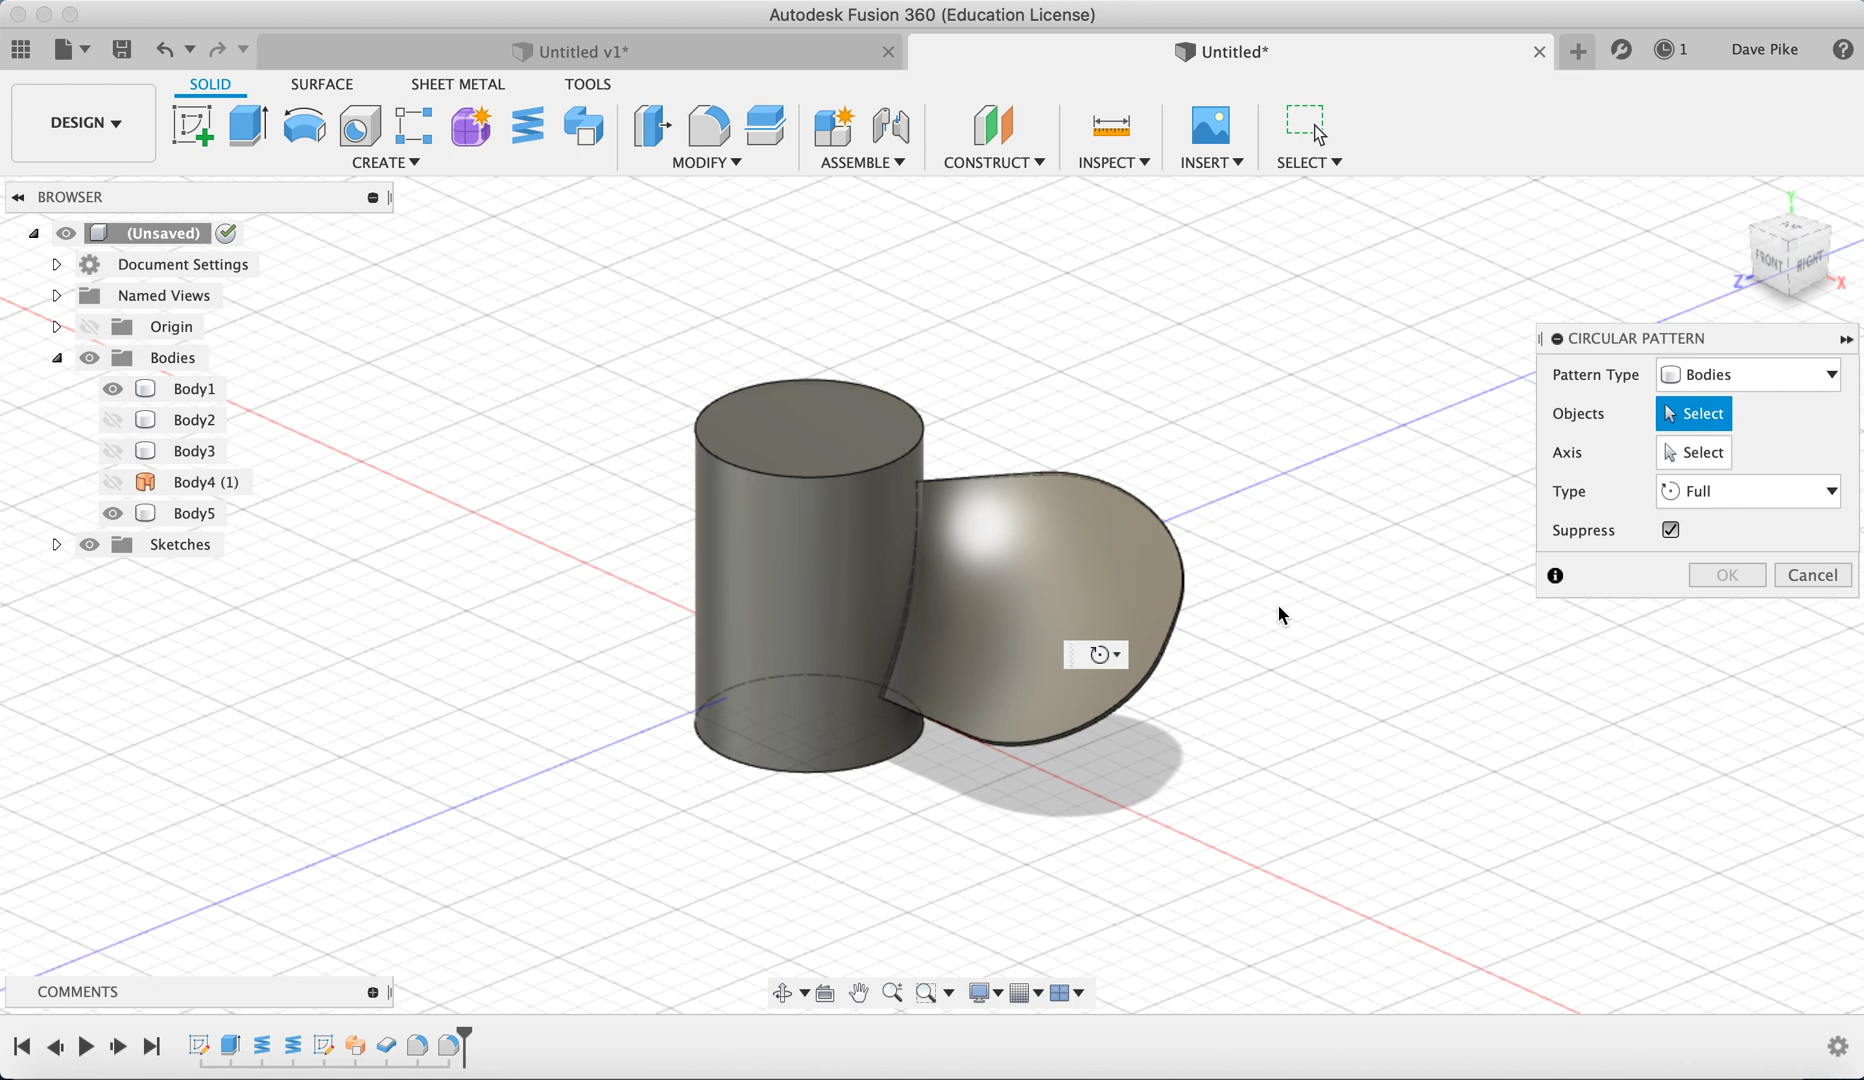 Autodesk Fusion 360 (Education License)
Untitled v1*
Untitled*
1
Dave Pike
SOLID
SURFACE
SHEET METAL
TOOLS
DESIGN
CREATE
MODIFY
ASSEMBLE
CONSTRUCT
INSPECT
INSERT
SELECT
BROWSER
(Unsaved)
Document Settings
Named Views
Origin
Bodies
Body1
Body2
Body3
Body4 (1)
Body5
Sketches
Y
FRONT
RIGHT
Z
X
CIRCULAR PATTERN
Pattern Type
Bodies
Objects
Select
Axis
Select
Type
Full
Suppress
OK
Cancel
COMMENTS